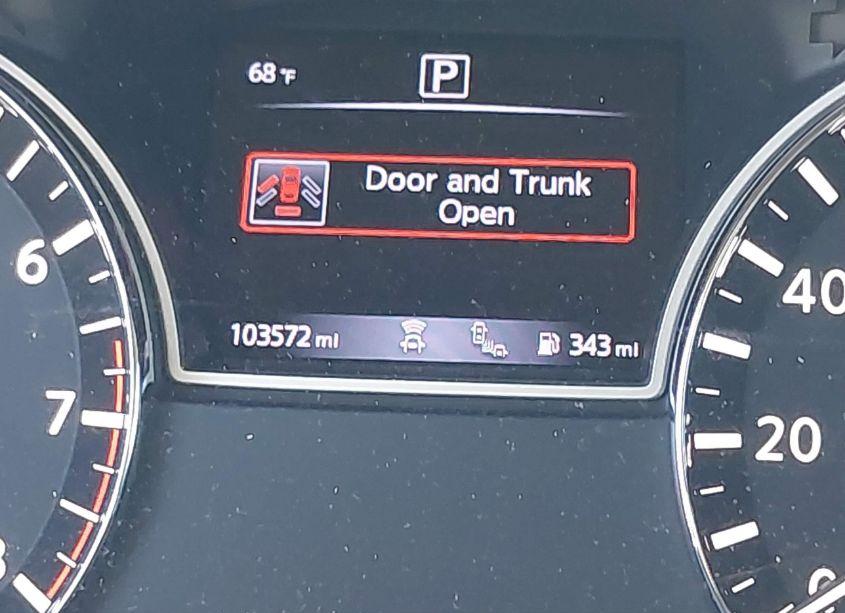 68°F
P
Door and Trunk
Open
103572 mi
343 mi
6
7
40
20